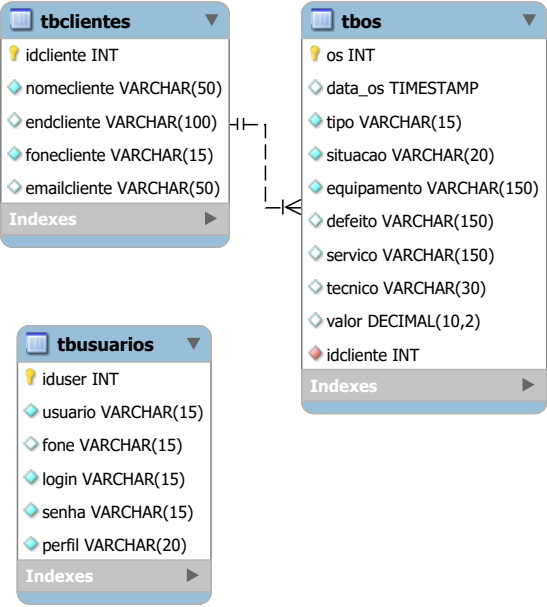 tbclientes
idcliente INT
nomecliente VARCHAR(50)
endcliente VARCHAR(100)
fonecliente VARCHAR(15)
emailcliente VARCHAR(50)
Indexes
tbos
os INT
data_os TIMESTAMP
tipo VARCHAR(15)
situacao VARCHAR(20)
equipamento VARCHAR(150)
defeito VARCHAR(150)
servico VARCHAR(150)
tecnico VARCHAR(30)
valor DECIMAL(10,2)
idcliente INT
Indexes
tbusuarios
iduser INT
usuario VARCHAR(15)
fone VARCHAR(15)
login VARCHAR(15)
senha VARCHAR(15)
perfil VARCHAR(20)
Indexes